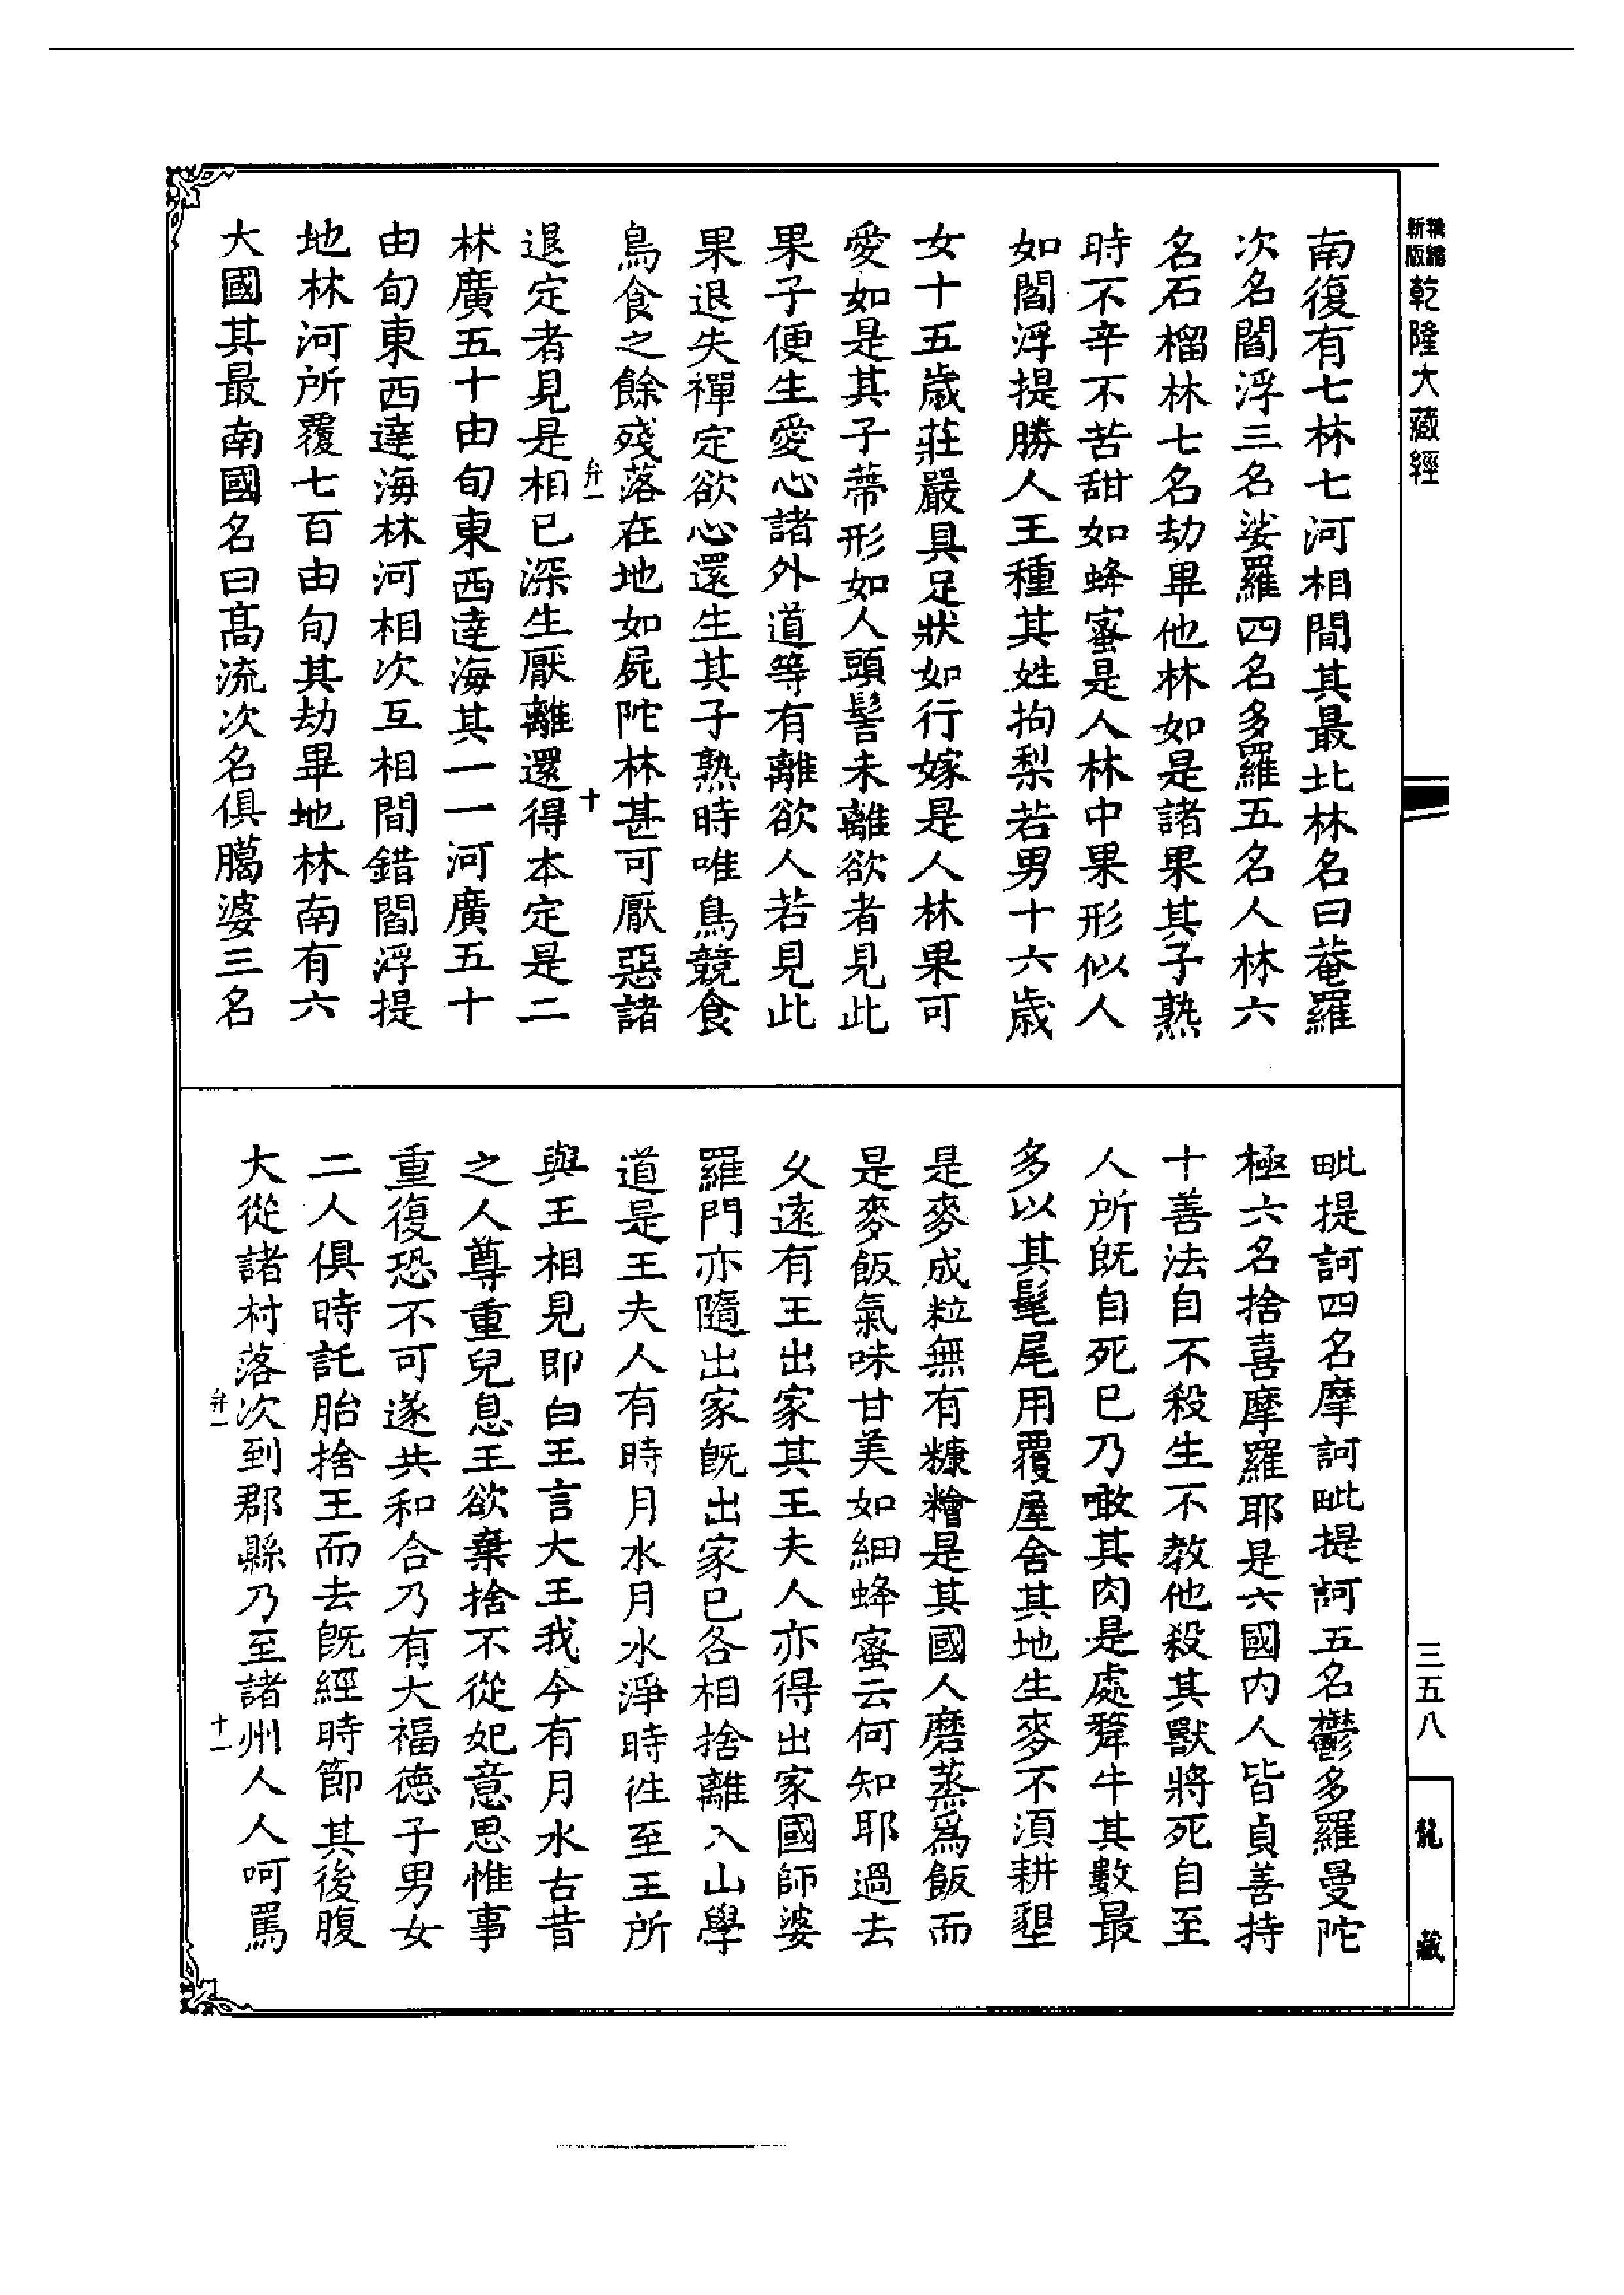 新版精縮乾隆大藏經
南復有七林七河相間其最北林名曰菴羅
次名閻浮三名娑羅四名多羅五名人林六
名石榴林七名劫畢他林如是諸果其子熟
時不辛不苦甜如蜂蜜是人林中果形似人
如閻浮提勝人王種其姓拘梨若男十六歲
女十五歲莊嚴具足狀如行嫁是人林果可
愛如是其子蔕形如人頭髻未離欲者見此
果子便生愛心諸外道等有離欲人若見此
果退失禪定欲心還生其子熟時唯鳥競食
鳥食之餘殘落在地如屍陀林甚可厭惡諸
弁一
十
退定者見是相已深生厭離還得本定是二
林廣五十由旬東西達海其一一河廣五十
由旬東西達海林河相次互相間錯閻浮提
地林河所覆七百由旬其劫畢地林南有六
大國其最南國名曰高流次名俱臈婆三名
毗提訶四名摩訶毗提訶五名鬱多羅曼陀
極六名捨喜摩羅耶是六國內人皆貞善持
十善法自不殺生不教他殺其獸將死自至
人所既自死已乃噉其肉是處犛牛其數最
多以其髦尾用覆屋舍其地生麥不須耕墾
是麥成粒無有糠糩是其國人磨蒸為飯而
是麥飯氣味甘美如細蜂蜜云何知耶過去
乆遠有王出家其王夫人亦得出家國師婆
羅門亦隨出家既出家已各相捨離入山學
道是王夫人有時月水月水淨時往至王所
與王相見即白王言大王我今有月水古昔
之人尊重兒息王欲棄捨不從妃意思惟事
重復恐不可遂共和合乃有大福德子男女
二人俱時託胎捨王而去既經時節其後腹
大從諸村落次到郡縣乃至諸州人人呵罵
弁一
十一
三五八
龍藏